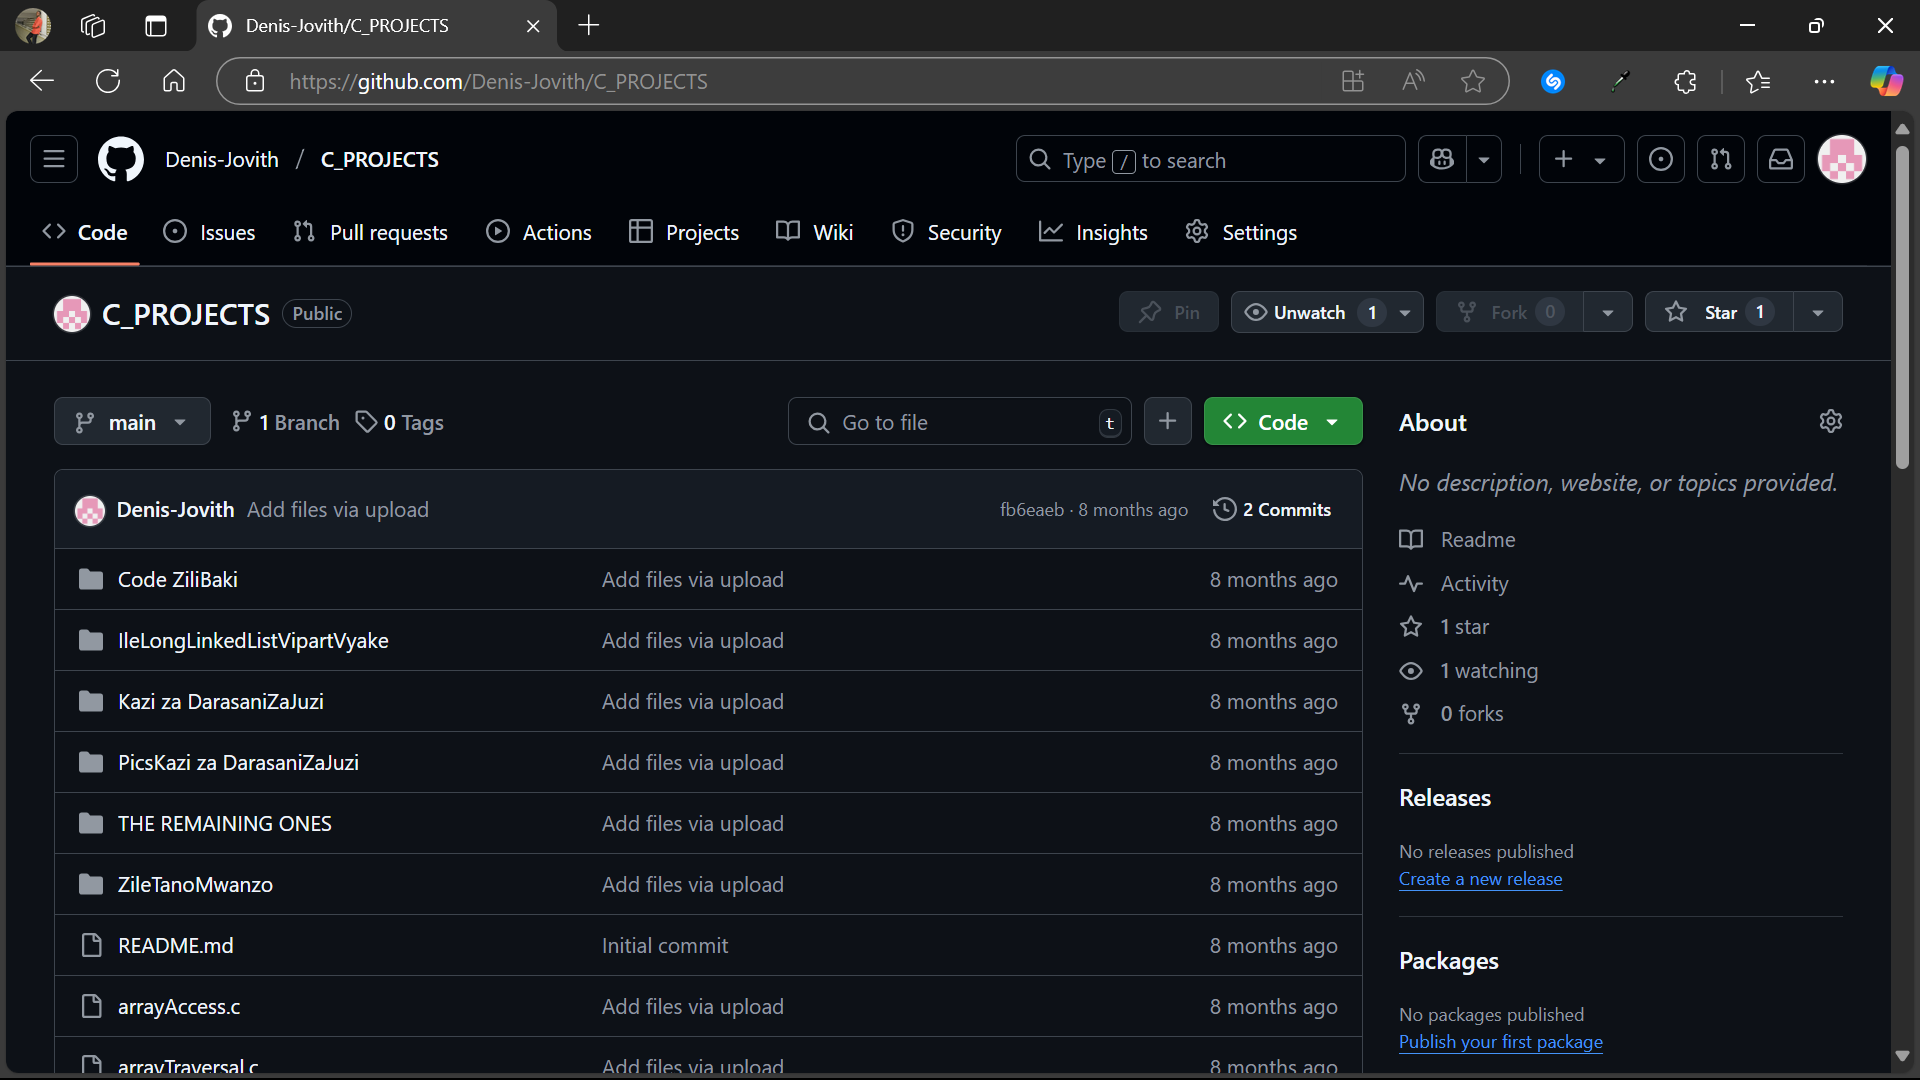 Denis-Jovith/C_PROJECTS
https://github.com/Denis-Jovith/C_PROJECTS
Denis-Jovith / C_PROJECTS
Type / to search
Code
Issues
Pull requests
Actions
Projects
Wiki
Security
Insights
Settings
C_PROJECTS Public
Pin
Unwatch 1
Fork 0
Star 1
main
1 Branch
0 Tags
Go to file t
Code
Denis-Jovith Add files via upload fb6eaeb · 8 months ago 2 Commits
Code ZiliBaki Add files via upload 8 months ago
IleLongLinkedListVipartVyake Add files via upload 8 months ago
Kazi za DarasaniZaJuzi Add files via upload 8 months ago
PicsKazi za DarasaniZaJuzi Add files via upload 8 months ago
THE REMAINING ONES Add files via upload 8 months ago
ZileTanoMwanzo Add files via upload 8 months ago
README.md Initial commit 8 months ago
arrayAccess.c Add files via upload 8 months ago
arrayTraversal.c Add files via upload 8 months ago
About
No description, website, or topics provided.
Readme
Activity
1 star
1 watching
0 forks
Releases
No releases published
Create a new release
Packages
No packages published
Publish your first package